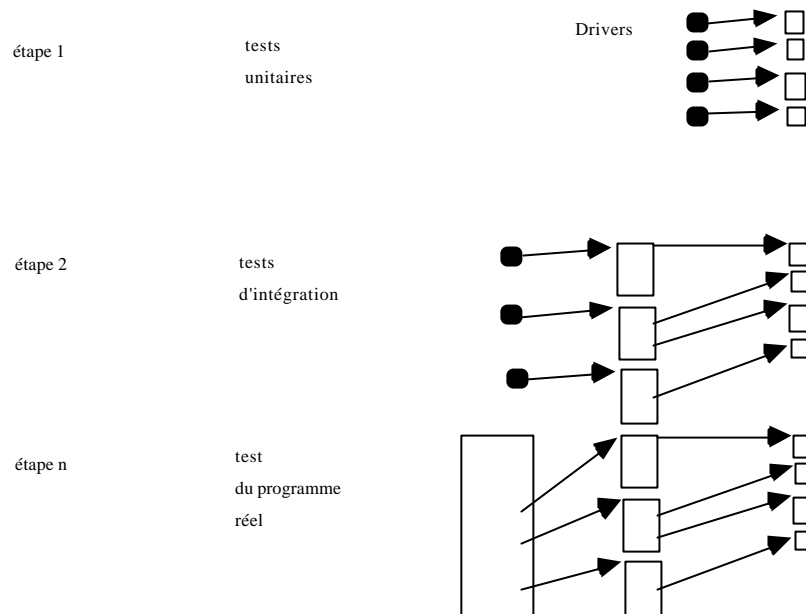 Drivers
étape 1
tests
unitaires
étape 2
tests
d'intégration
étape n
test
du programme
réel